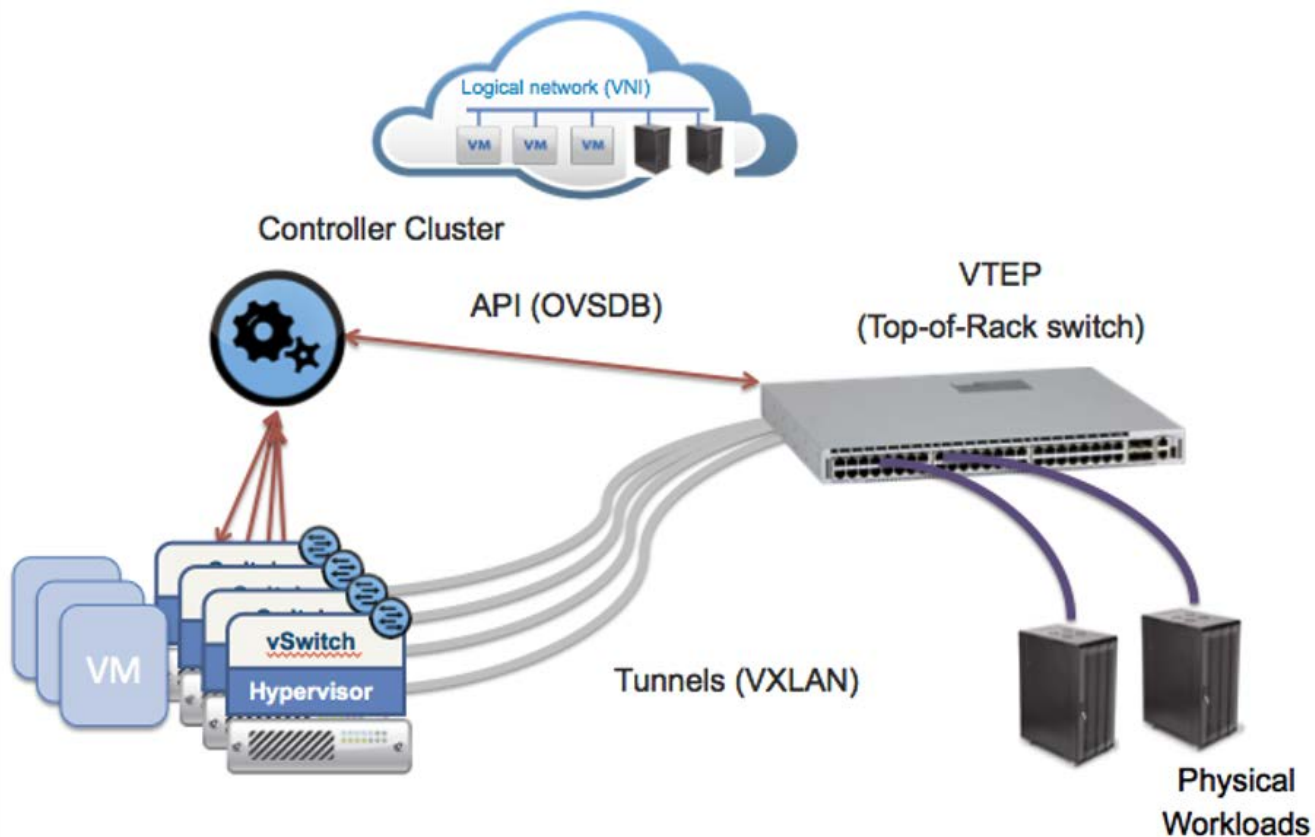 Logical network (VNI)
VM
VM
VM
Controller Cluster
API (OVSDB)
VTEP
(Top-of-Rack switch)
vSwitch
Hypervisor
VM
Tunnels (VXLAN)
Physical
Workloads